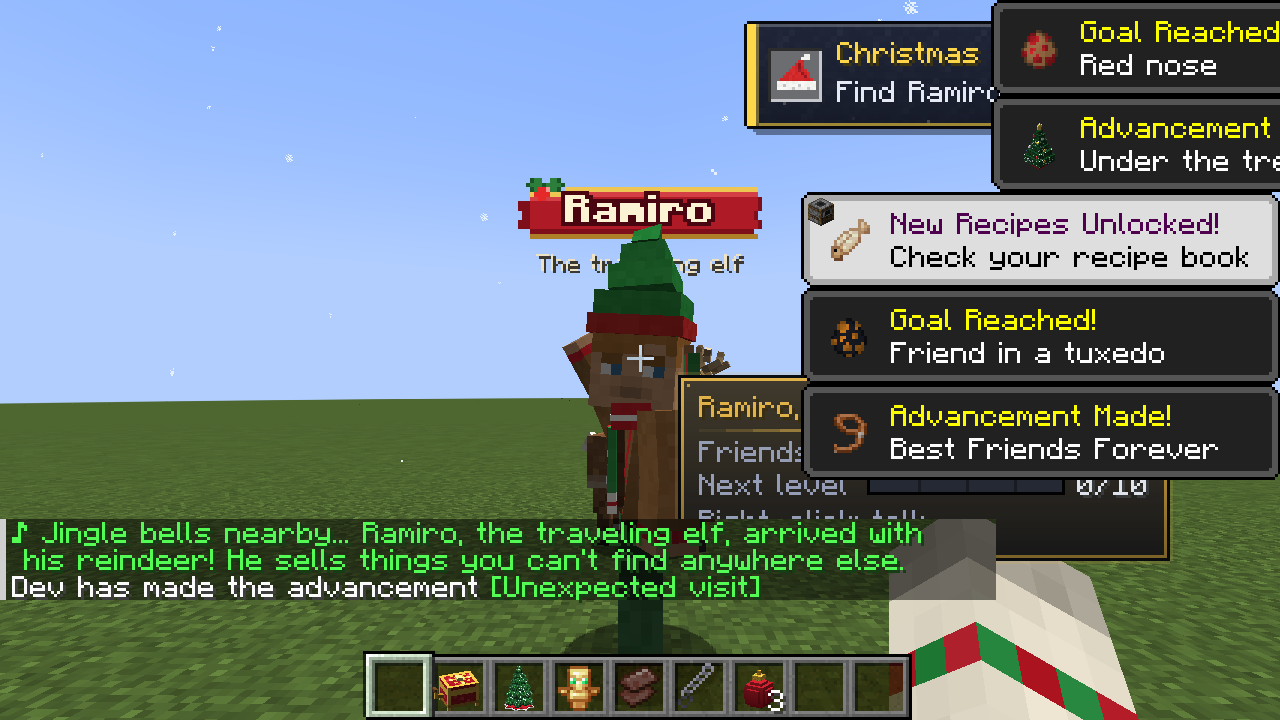 Christmas
Find Ramiro
Goal Reached
Red nose
Advancement
Under the tre
New Recipes Unlocked!
Check your recipe book
Goal Reached!
Friend in a tuxedo
Advancement Made!
Best Friends Forever
Ramiro
The tr ng elf
Ramiro,
Friends
Next level 0/10
♪ Jingle bells nearby... Ramiro, the traveling elf, arrived with
his reindeer! He sells things you can't find anywhere else.
Dev has made the advancement [Unexpected visit]
3